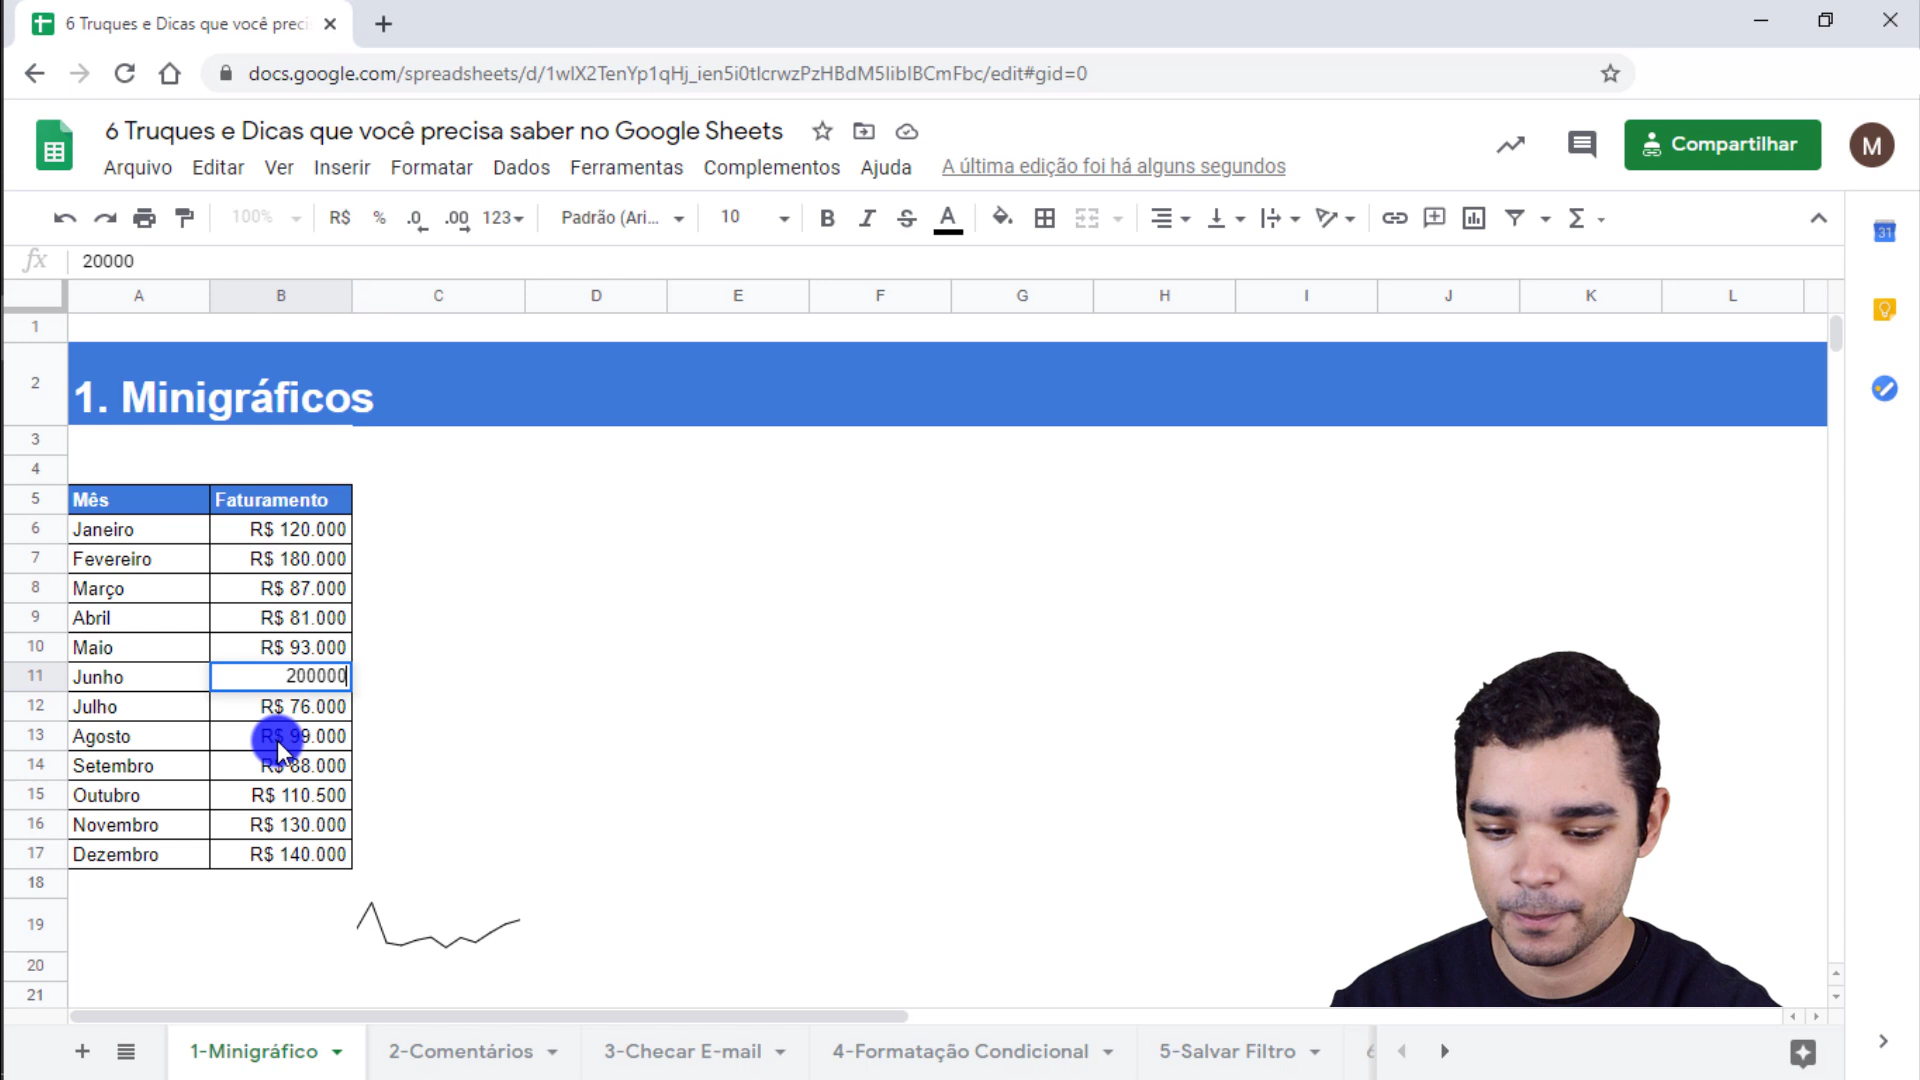 6 Truques e Dicas que você preci
docs.google.com/spreadsheets/d/1wlX2TenYp1qHj_ien5i0tIcrwzPzHBdM5IibIBCmFbc/edit#gid=0
6 Truques e Dicas que você precisa saber no Google Sheets
Arquivo Editar Ver Inserir Formatar Dados Ferramentas Complementos Ajuda A última edição foi há alguns segundos
Compartilhar
M
100% R$ % .0 .00 123 Padrão (Ari... 10 B I S A Σ
31
fx 20000
A B C D E F G H I J K L
1
2 1. Minigráficos
3
4
5 Mês Faturamento
6 Janeiro R$ 120.000
7 Fevereiro R$ 180.000
8 Março R$ 87.000
9 Abril R$ 81.000
10 Maio R$ 93.000
11 Junho 200000
12 Julho R$ 76.000
13 Agosto R$ 99.000
14 Setembro R$ 88.000
15 Outubro R$ 110.500
16 Novembro R$ 130.000
17 Dezembro R$ 140.000
18
19
20
21
1-Minigráfico 2-Comentários 3-Checar E-mail 4-Formatação Condicional 5-Salvar Filtro